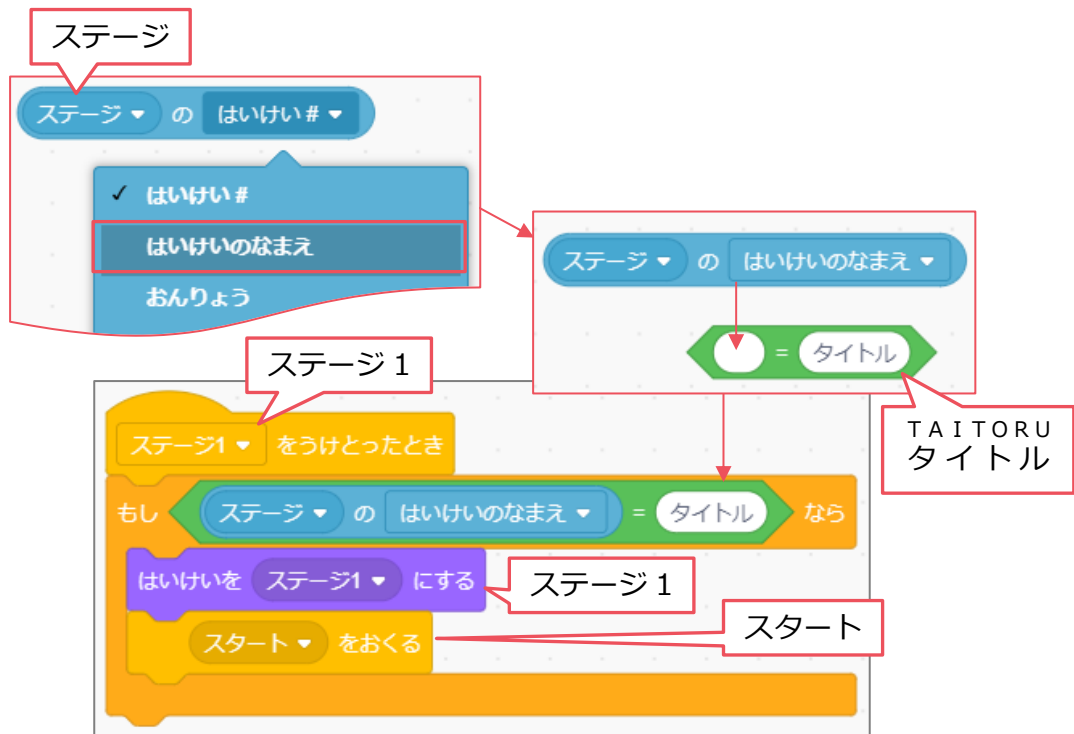 ステージ
ステージ の はいけい #
✓ はいけい #
はいけいのなまえ
おんりょう
ステージ の はいけいのなまえ
= タイトル
TAITORU
タイトル
ステージ１
ステージ1 をうけとったとき
もし ステージ の はいけいのなまえ = タイトル なら
はいけいを ステージ1 にする
ステージ１
スタート をおくる
スタート